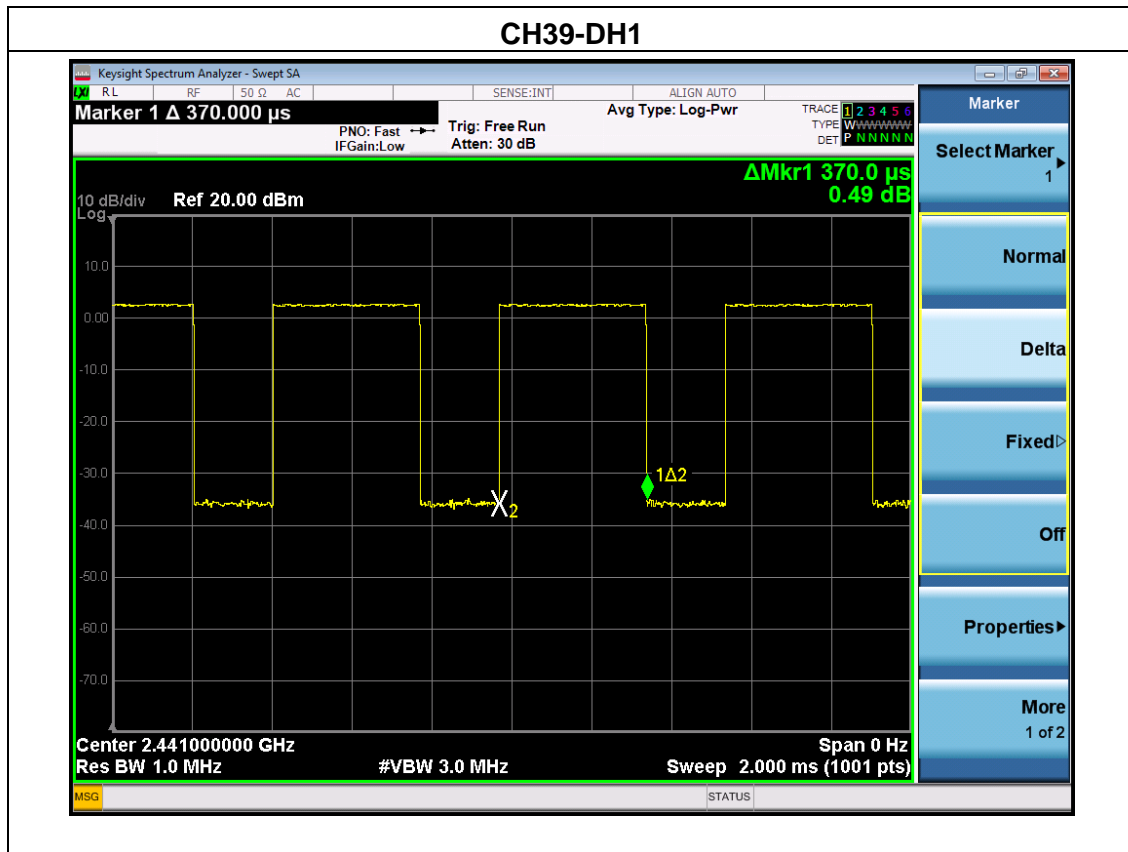 CH39-DH1
Keysight Spectrum Analyzer - Swept SA
LXI RL RF 50 Ω AC SENSE:INT ALIGN AUTO
Marker 1 Δ 370.000 µs
PNO: Fast
IFGain:Low
Trig: Free Run
Atten: 30 dB
Avg Type: Log-Pwr
TRACE 1 2 3 4 5 6
TYPE WWWWWW
DET P N N N N N
ΔMkr1 370.0 µs
0.49 dB
10 dB/div Ref 20.00 dBm
Log
10.0
0.00
-10.0
-20.0
-30.0
-40.0
-50.0
-60.0
-70.0
1Δ2
X2
Center 2.441000000 GHz Span 0 Hz
Res BW 1.0 MHz #VBW 3.0 MHz Sweep 2.000 ms (1001 pts)
MSG STATUS
Marker
Select Marker
1
Normal
Delta
Fixed
Off
Properties
More
1 of 2